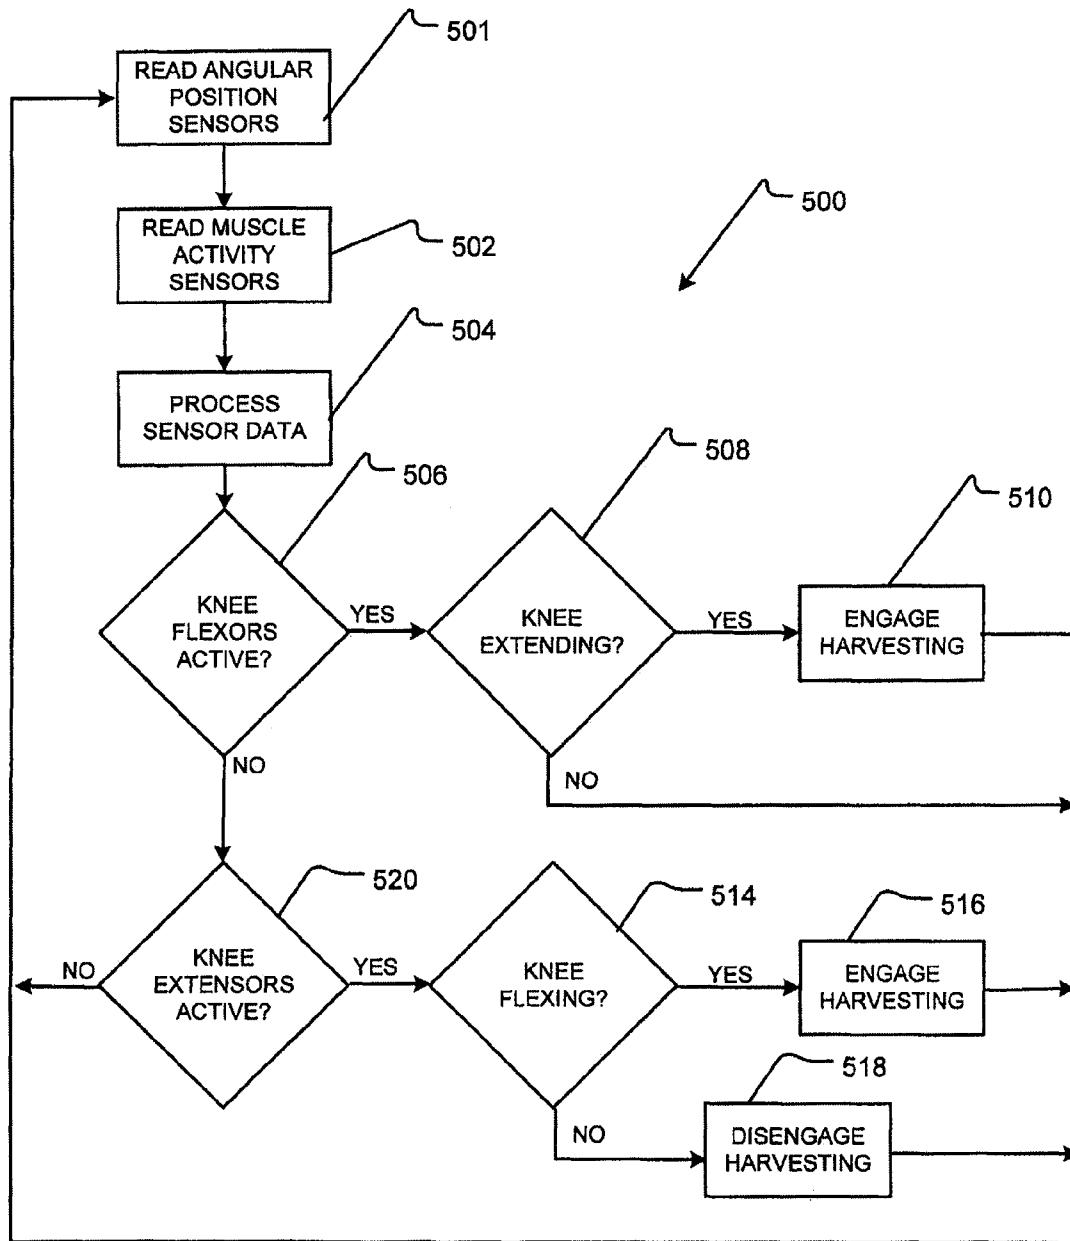 501
READ ANGULAR
POSITION
SENSORS
500
READ MUSCLE
ACTIVITY
SENSORS
502
504
PROCESS
SENSOR DATA
506
508
510
KNEE
FLEXORS
ACTIVE?
YES
KNEE
EXTENDING?
YES
ENGAGE
HARVESTING
NO
NO
520
514
516
NO
KNEE
EXTENSORS
ACTIVE?
YES
KNEE
FLEXING?
YES
ENGAGE
HARVESTING
518
NO
DISENGAGE
HARVESTING